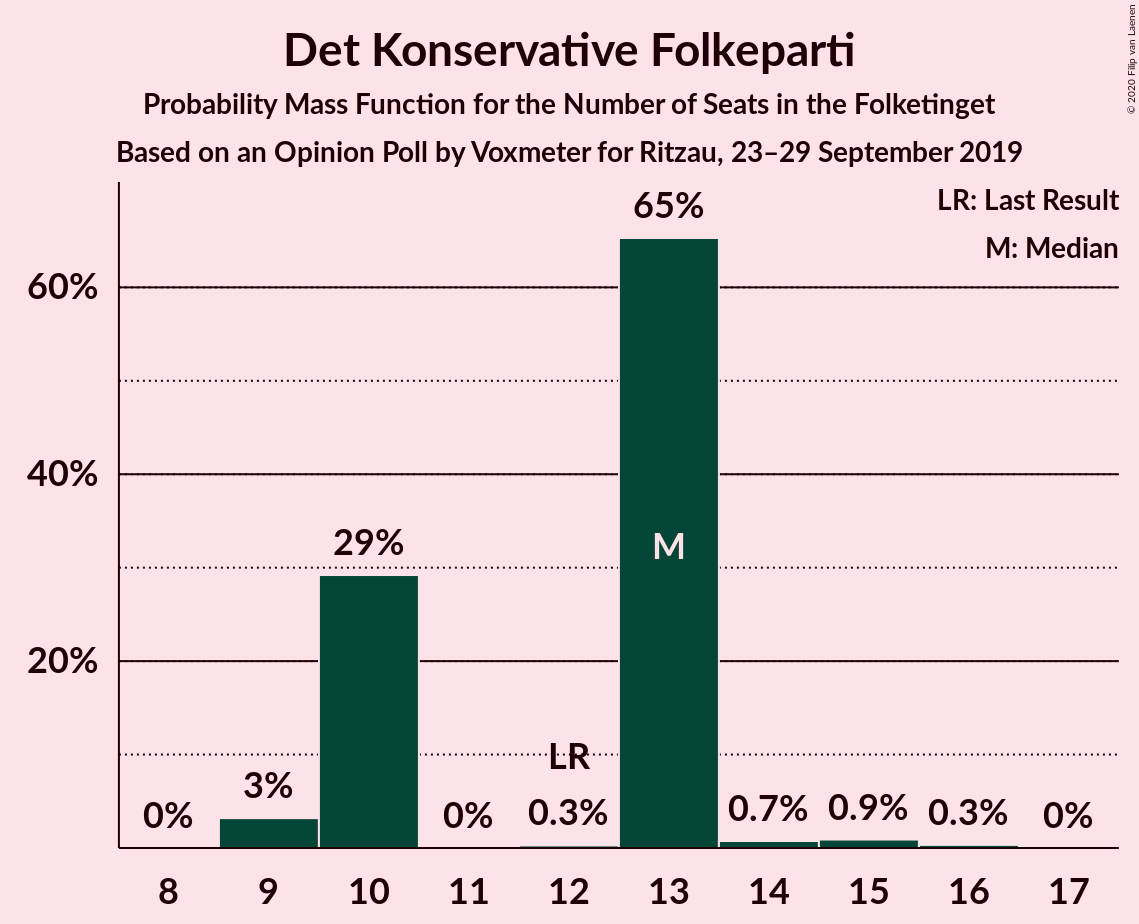 Det Konservative Folkeparti
Probability Mass Function for the Number of Seats in the Folketinget
Based on an Opinion Poll by Voxmeter for Ritzau, 23–29 September 2019
© 2020 Filip van Laenen
LR: Last Result
M: Median
65%
60%
40%
29%
M
20%
LR
3%
0%
0%
0.3%
0.7%
0.9%
0.3%
0%
8 9 10 11 12 13 14 15 16 17